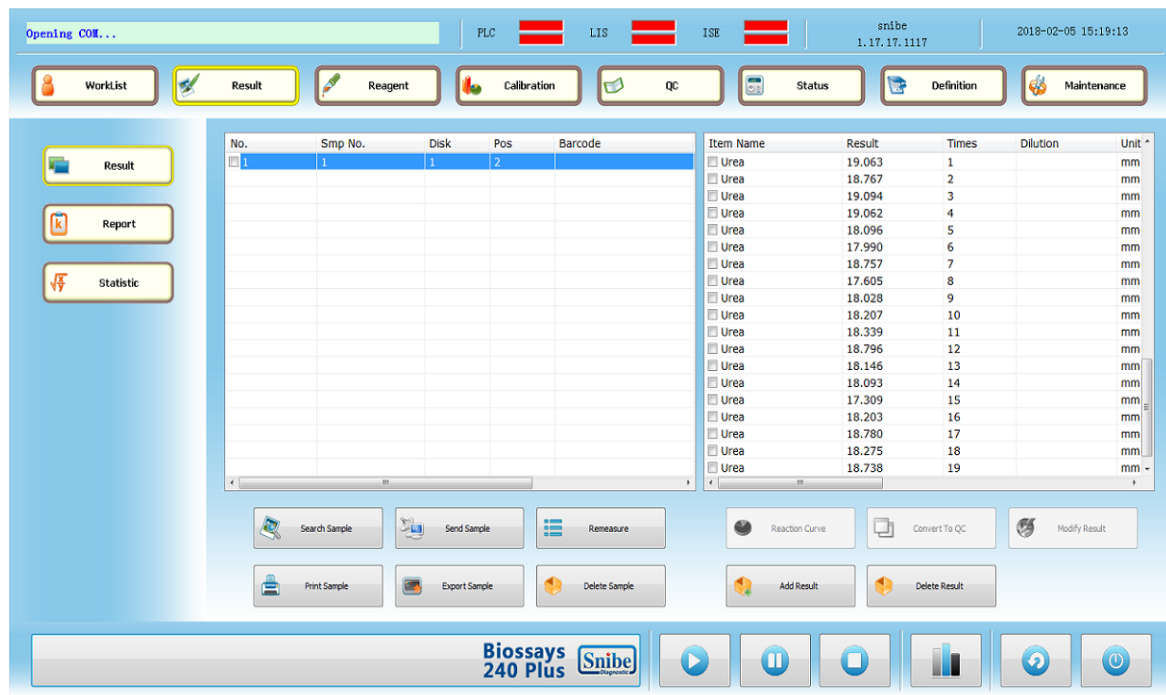 Opening COM... PLC LIS ISE snibe 2018-02-05 15:19:13
1.17.17.1117
WorkList Result Reagent Calibration QC Status Definition Maintenance
Result
Report
Statistic
No. Smp No. Disk Pos Barcode
1 1 1 2
Item Name Result Times Dilution Unit
Urea 19.063 1 mm
Urea 18.767 2 mm
Urea 19.094 3 mm
Urea 19.062 4 mm
Urea 18.096 5 mm
Urea 17.990 6 mm
Urea 18.757 7 mm
Urea 17.605 8 mm
Urea 18.028 9 mm
Urea 18.207 10 mm
Urea 18.339 11 mm
Urea 18.796 12 mm
Urea 18.146 13 mm
Urea 18.093 14 mm
Urea 17.309 15 mm
Urea 18.203 16 mm
Urea 18.780 17 mm
Urea 18.275 18 mm
Urea 18.738 19 mm
Search Sample Send Sample Remeasure Reaction Curve Convert To QC Modify Result
Print Sample Export Sample Delete Sample Add Result Delete Result
Biossays
240 Plus
Snibe
Diagnostic